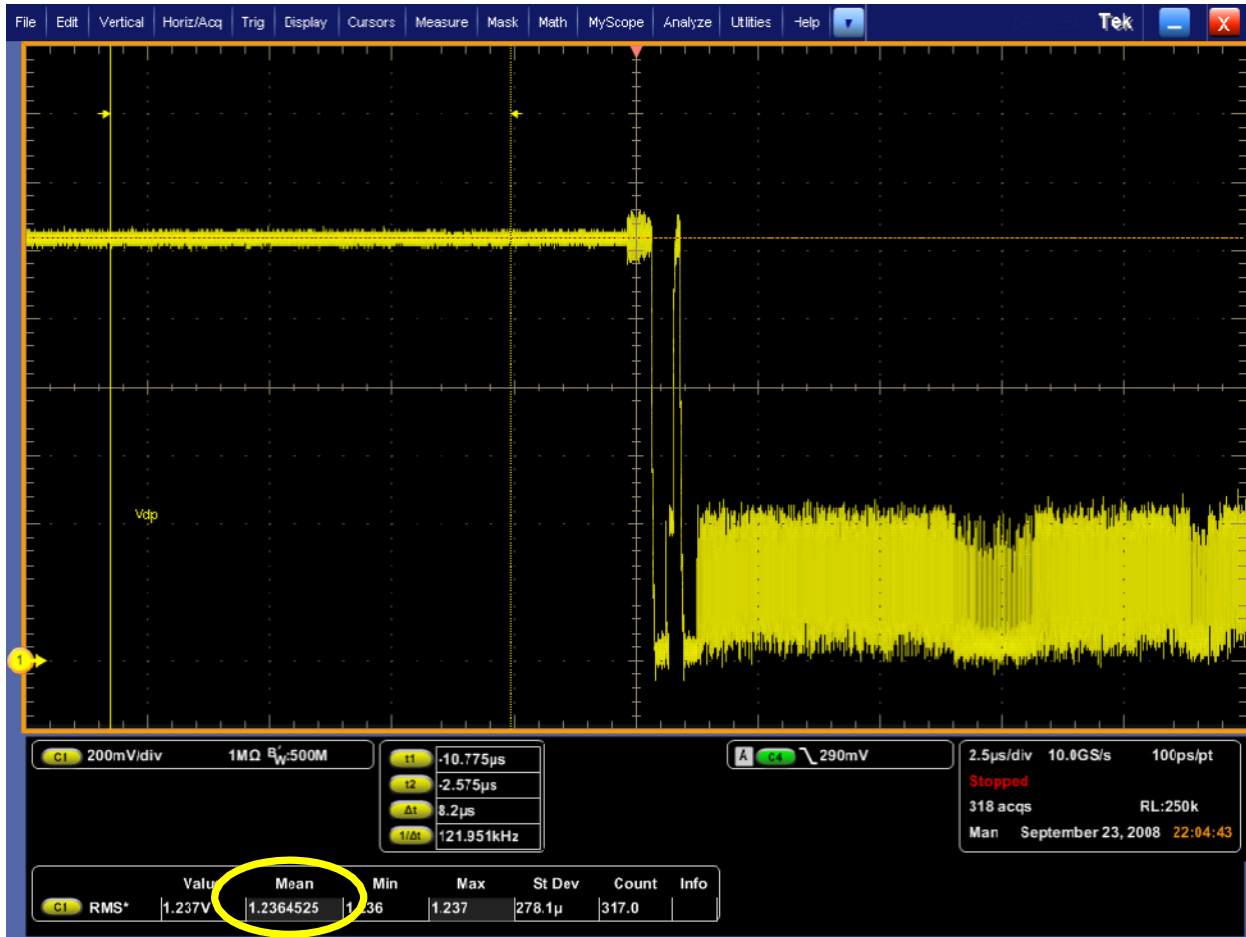 File Edit Vertical Horiz/Acq Trig Display Cursors Measure Mask Math MyScope Analyze Utilities Help Tek X
Vdp
1
C1 200mV/div 1MΩ BW:500M
t1 -10.775µs
t2 -2.575µs
Δt 8.2µs
1/Δt 121.951kHz
A C4 290mV
2.5µs/div 10.0GS/s 100ps/pt
Stopped
318 acqs RL:250k
Man September 23, 2008 22:04:43
Value Mean Min Max St Dev Count Info
C1 RMS* 1.237V 1.2364525 1.236 1.237 278.1µ 317.0